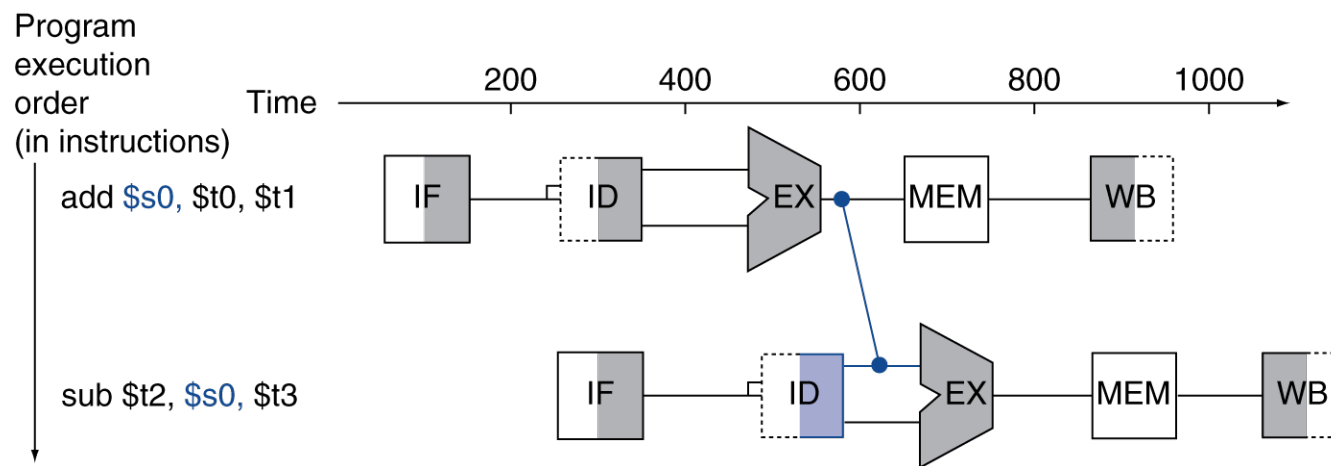 Program
execution
order
(in instructions)
Time
200 400 600 800 1000
add $s0, $t0, $t1
IF ID EX MEM WB
sub $t2, $s0, $t3
IF ID EX MEM WB